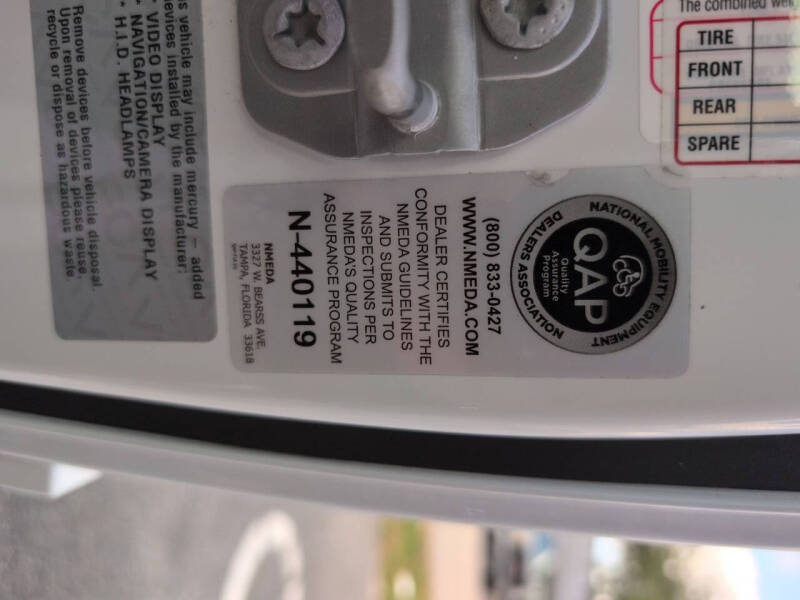 s vehicle may include mercury – added
devices installed by the manufacturer:
* VIDEO DISPLAY
* NAVIGATION/CAMERA DISPLAY
* H.I.D. HEADLAMPS
Remove devices before vehicle disposal.
Upon removal of devices please reuse,
recycle or dispose as hazardous waste.
NATIONAL MOBILITY EQUIPMENT
DEALERS ASSOCIATION
QAP
Quality
Assurance
Program
(800) 833-0427
WWW.NMEDA.COM
DEALER CERTIFIES
CONFORMITY WITH THE
NMEDA GUIDELINES
AND SUBMITS TO
INSPECTIONS PER
NMEDA'S QUALITY
ASSURANCE PROGRAM
N-440119
NMEDA
3327 W. BEARSS AVE.
TAMPA, FLORIDA 33618
The combined wei
TIRE
FRONT
REAR
SPARE